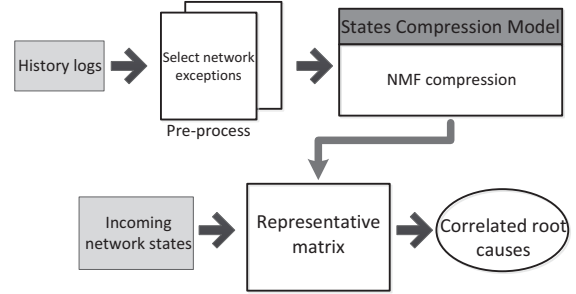 States Compression Model
History logs
Select network
exceptions
NMF compression
Pre-process
Incoming
network states
Representative
matrix
Correlated root
causes